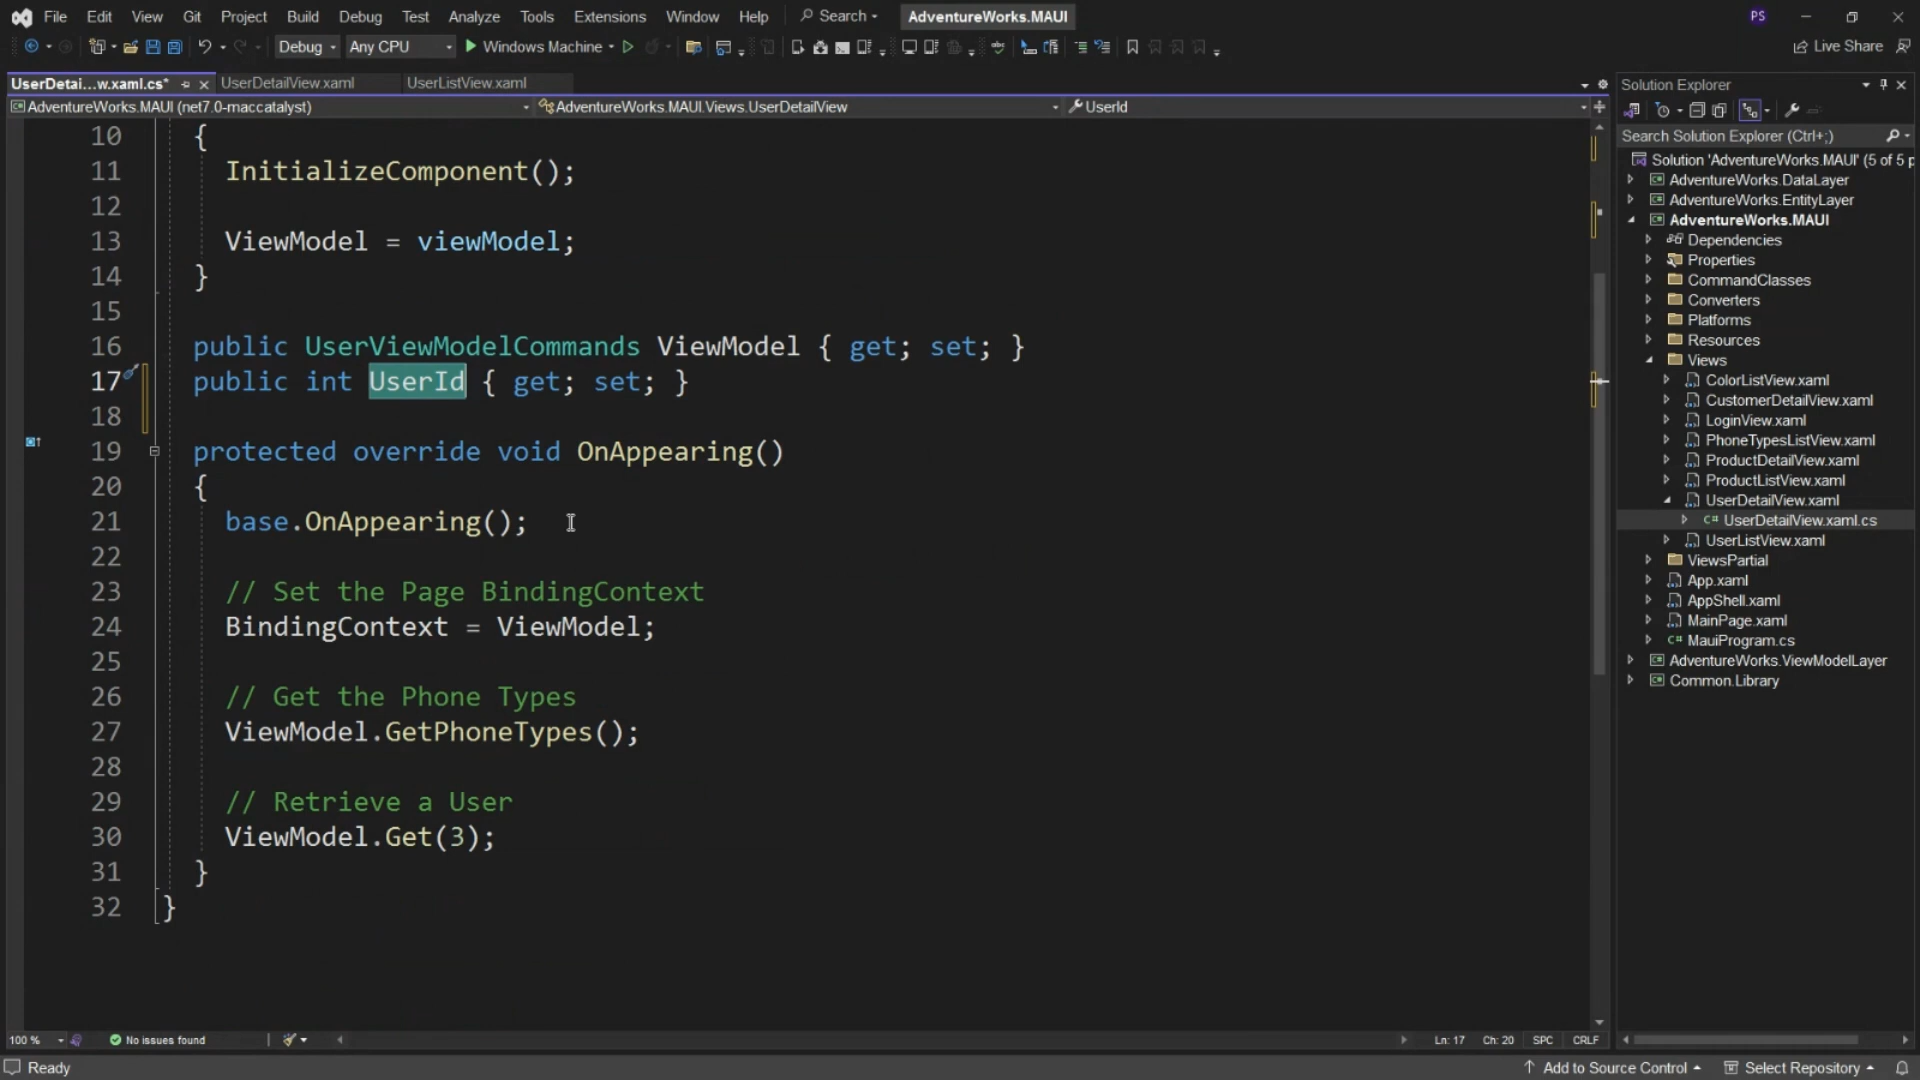 File Edit View Git Project Build Debug Test Analyze Tools Extensions Window Help Search AdventureWorks.MAUI PS
Debug Any CPU Windows Machine Live Share
UserDetai...w.xaml.cs* UserDetailView.xaml UserListView.xaml
AdventureWorks.MAUI (net7.0-maccatalyst) AdventureWorks.MAUI.Views.UserDetailView UserId
10 {
11 InitializeComponent();
12
13 ViewModel = viewModel;
14 }
15
16 public UserViewModelCommands ViewModel { get; set; }
17 public int UserId { get; set; }
18
19 protected override void OnAppearing()
20 {
21 base.OnAppearing();
22
23 // Set the Page BindingContext
24 BindingContext = ViewModel;
25
26 // Get the Phone Types
27 ViewModel.GetPhoneTypes();
28
29 // Retrieve a User
30 ViewModel.Get(3);
31 }
32 }
Solution Explorer
Search Solution Explorer (Ctrl+;)
Solution 'AdventureWorks.MAUI' (5 of 5 p
AdventureWorks.DataLayer
AdventureWorks.EntityLayer
AdventureWorks.MAUI
Dependencies
Properties
CommandClasses
Converters
Platforms
Resources
Views
ColorListView.xaml
CustomerDetailView.xaml
LoginView.xaml
PhoneTypesListView.xaml
ProductDetailView.xaml
ProductListView.xaml
UserDetailView.xaml
C# UserDetailView.xaml.cs
UserListView.xaml
ViewsPartial
App.xaml
AppShell.xaml
MainPage.xaml
C# MauiProgram.cs
AdventureWorks.ViewModelLayer
Common.Library
100 % No issues found Ln: 17 Ch: 20 SPC CRLF
Ready Add to Source Control Select Repository